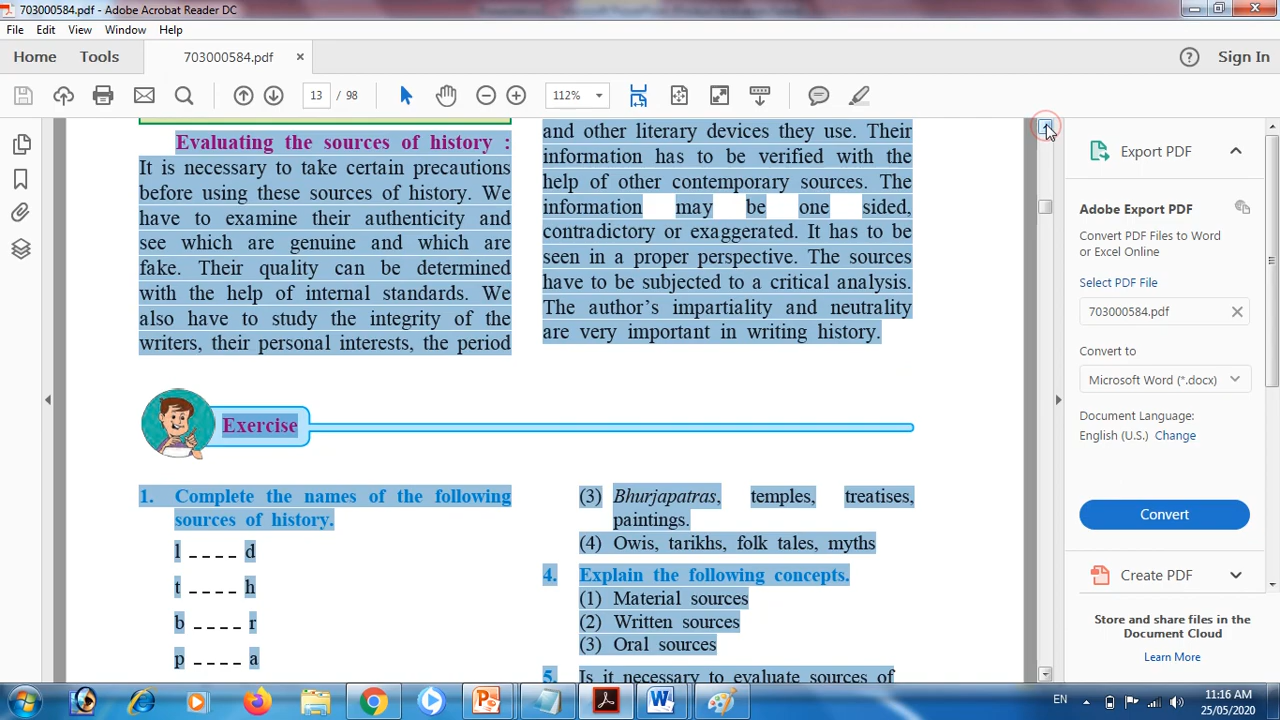 703000584.pdf - Adobe Acrobat Reader DC
File Edit View Window Help
Home Tools
703000584.pdf ×
? Sign In
13 / 98
112%
Evaluating the sources of history :
It is necessary to take certain precautions
before using these sources of history. We
have to examine their authenticity and
see which are genuine and which are
fake. Their quality can be determined
with the help of internal standards. We
also have to study the integrity of the
writers, their personal interests, the period
and other literary devices they use. Their
information has to be verified with the
help of other contemporary sources. The
information may be one sided,
contradictory or exaggerated. It has to be
seen in a proper perspective. The sources
have to be subjected to a critical analysis.
The author's impartiality and neutrality
are very important in writing history.
Exercise
1. Complete the names of the following
sources of history.
l _ _ _ _ d
t _ _ _ _ h
b _ _ _ _ r
p _ _ _ _ a
(3) Bhurjapatras, temples, treatises,
paintings.
(4) Owis, tarikhs, folk tales, myths
4. Explain the following concepts.
(1) Material sources
(2) Written sources
(3) Oral sources
5. Is it necessary to evaluate sources of
Export PDF
Adobe Export PDF
Convert PDF Files to Word
or Excel Online
Select PDF File
703000584.pdf ×
Convert to
Microsoft Word (*.docx)
Document Language:
English (U.S.) Change
Convert
Create PDF
Store and share files in the
Document Cloud
Learn More
EN
11:16 AM
25/05/2020